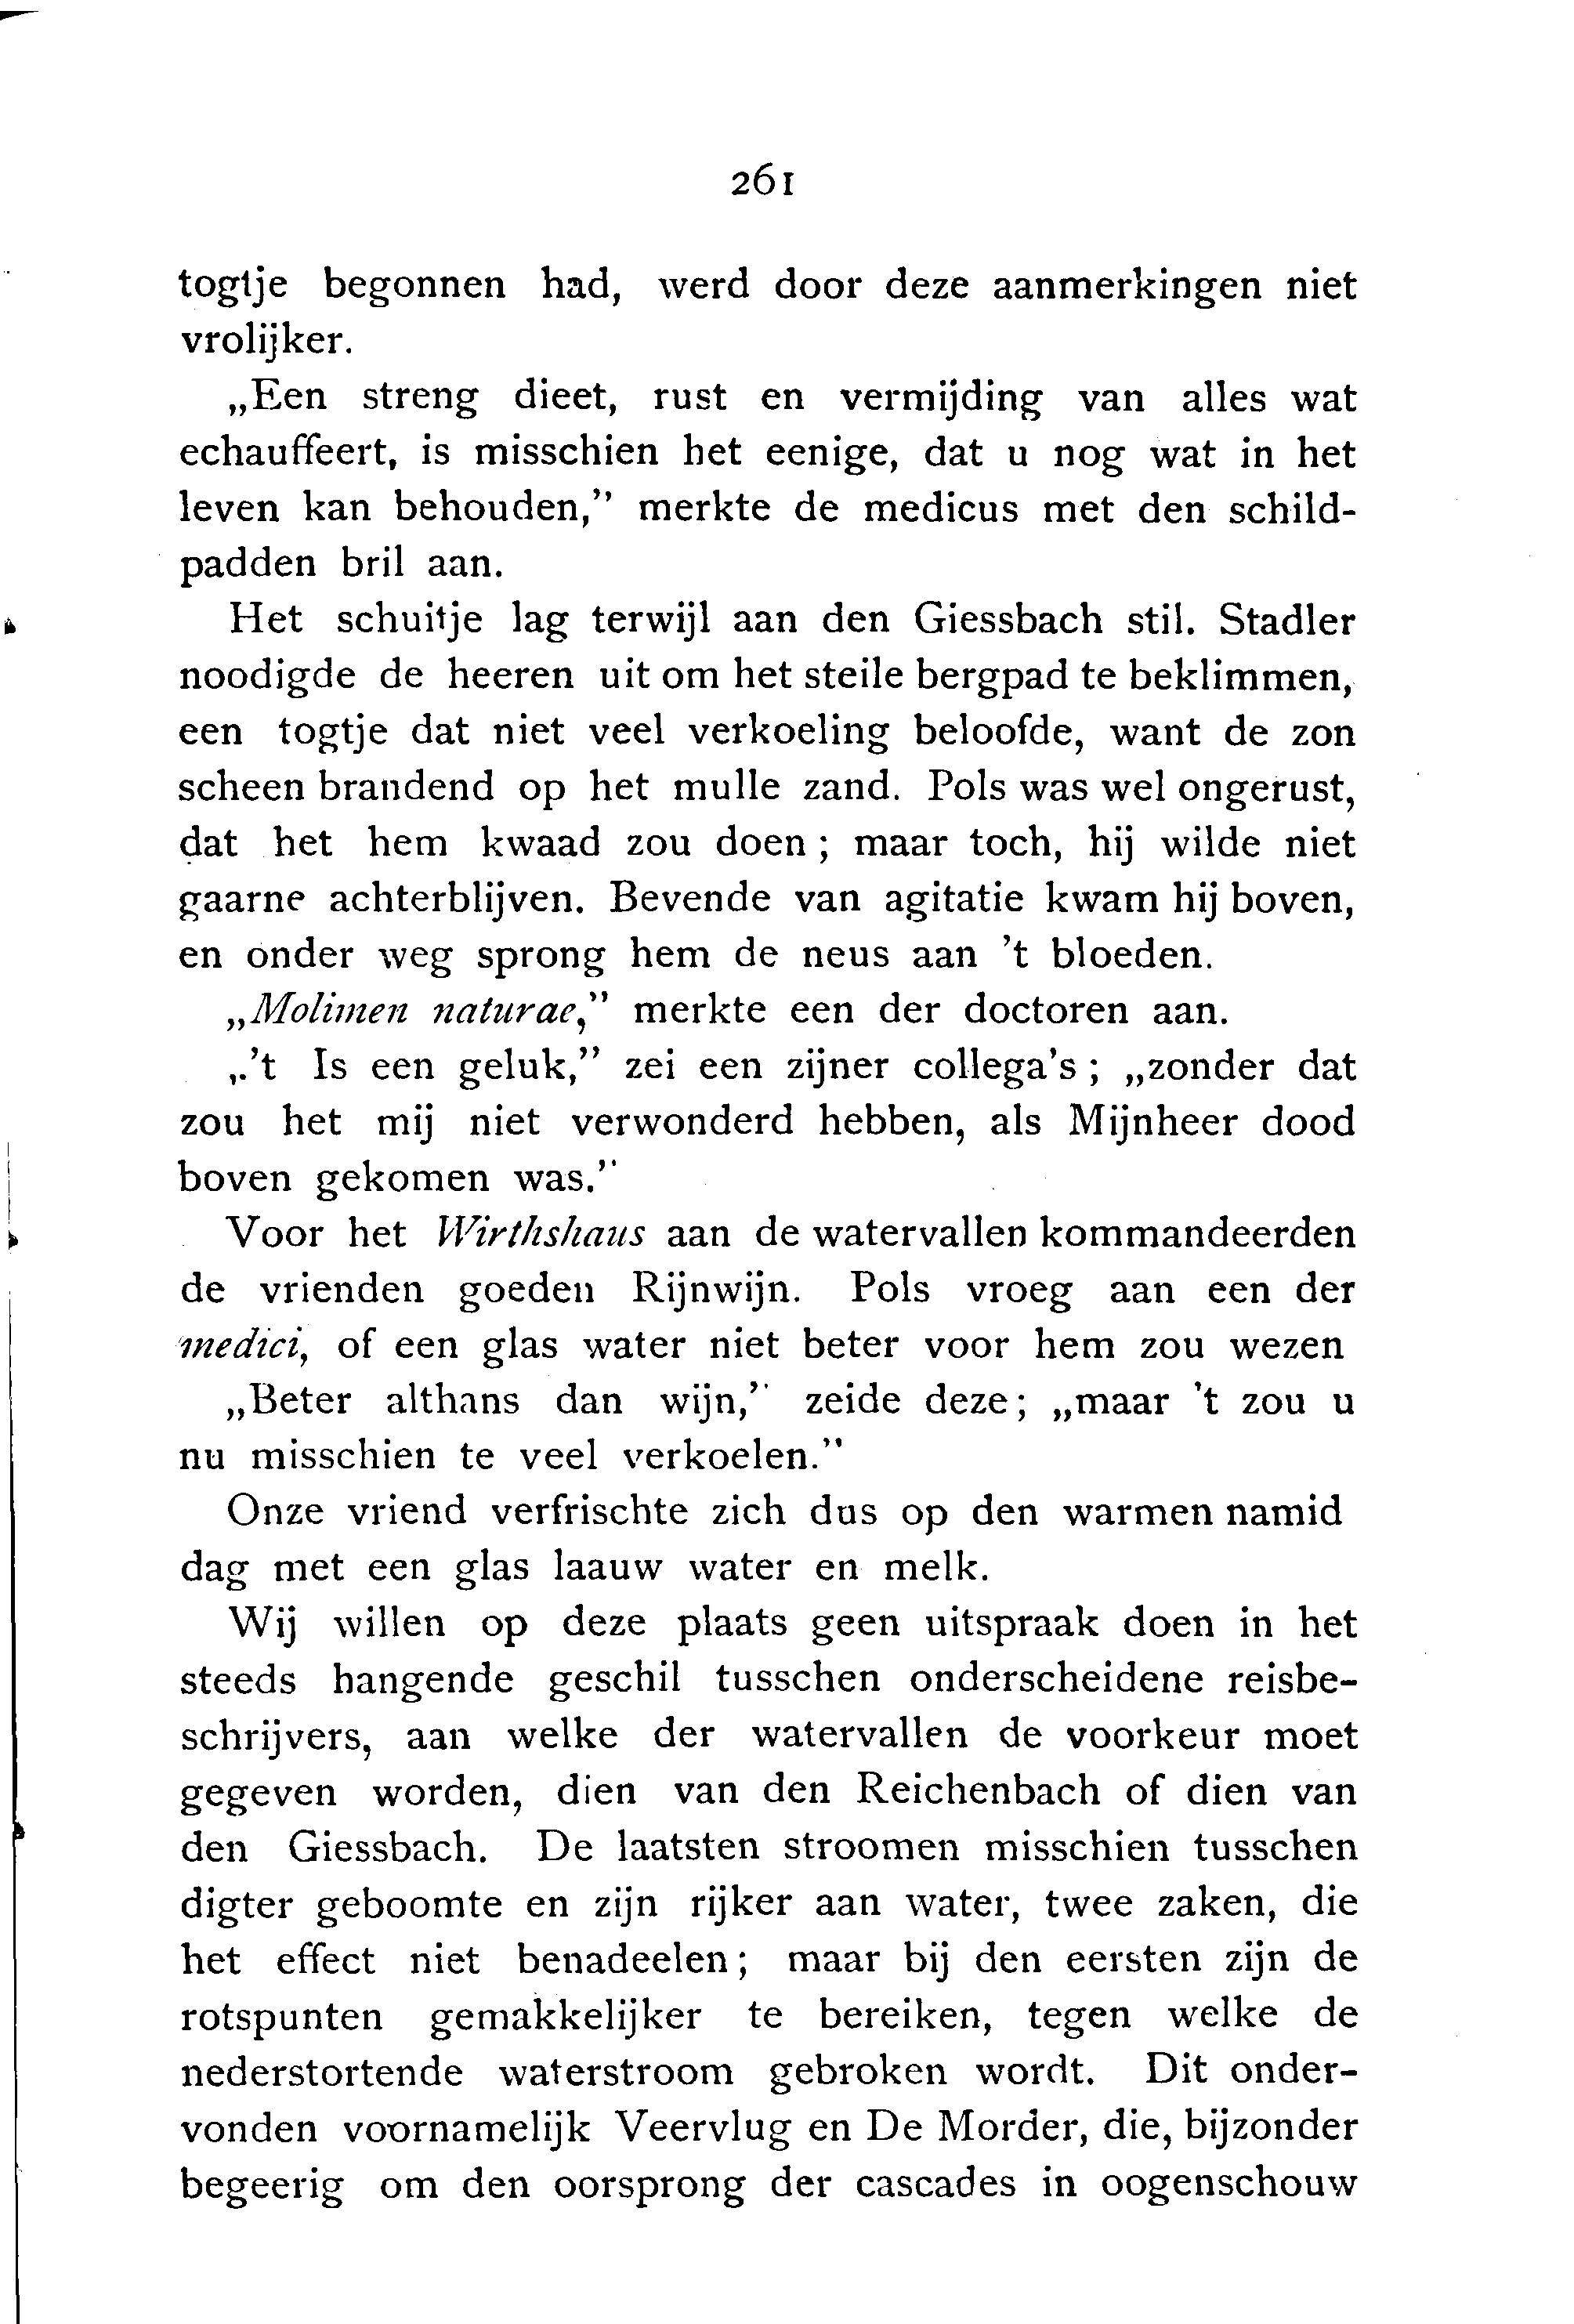 261
togtje begonnen had, werd door deze aanmerkingen niet
vrolijker.
„Een streng dieet, rust en vermijding van alles wat
echauffeert, is misschien het eenige, dat u nog wat in het
leven kan behouden,” merkte de medicus met den schild-
padden bril aan.
Het schuitje lag terwijl aan den Giessbach stil. Stadler
noodigde de heeren uit om het steile bergpad te beklimmen,
een togtje dat niet veel verkoeling beloofde, want de zon
scheen brandend op het mulle zand. Pols was wel ongerust,
dat het hem kwaad zou doen; maar toch, hij wilde niet
gaarne achterblijven. Bevende van agitatie kwam hij boven,
en onder weg sprong hem de neus aan 't bloeden.
„Molimen naturae,” merkte een der doctoren aan.
„'t Is een geluk,” zei een zijner collega's; „zonder dat
zou het mij niet verwonderd hebben, als Mijnheer dood
boven gekomen was.”
Voor het Wirthshaus aan de watervallen kommandeerden
de vrienden goeden Rijnwijn. Pols vroeg aan een der
medici, of een glas water niet beter voor hem zou wezen
„Beter althans dan wijn,” zeide deze; „maar 't zou u
nu misschien te veel verkoelen.”
Onze vriend verfrischte zich dus op den warmen namid
dag met een glas laauw water en melk.
Wij willen op deze plaats geen uitspraak doen in het
steeds hangende geschil tusschen onderscheidene reisbe-
schrijvers, aan welke der watervallen de voorkeur moet
gegeven worden, dien van den Reichenbach of dien van
den Giessbach. De laatsten stroomen misschien tusschen
digter geboomte en zijn rijker aan water, twee zaken, die
het effect niet benadeelen; maar bij den eersten zijn de
rotspunten gemakkelijker te bereiken, tegen welke de
nederstortende waterstroom gebroken wordt. Dit onder-
vonden voornamelijk Veervlug en De Morder, die, bijzonder
begeerig om den oorsprong der cascades in oogenschouw